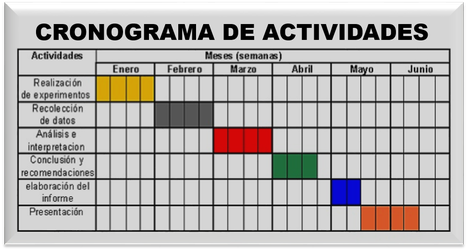 CRONOGRAMA DE ACTIVIDADES
Actividades
Meses (semanas)
Enero Febrero Marzo Abril Mayo Junio
Realización
de experimentos
Recolección
de datos
Análisis e
interpretacion
Conclusión y
recomendaciones
elaboración del
informe
Presentación